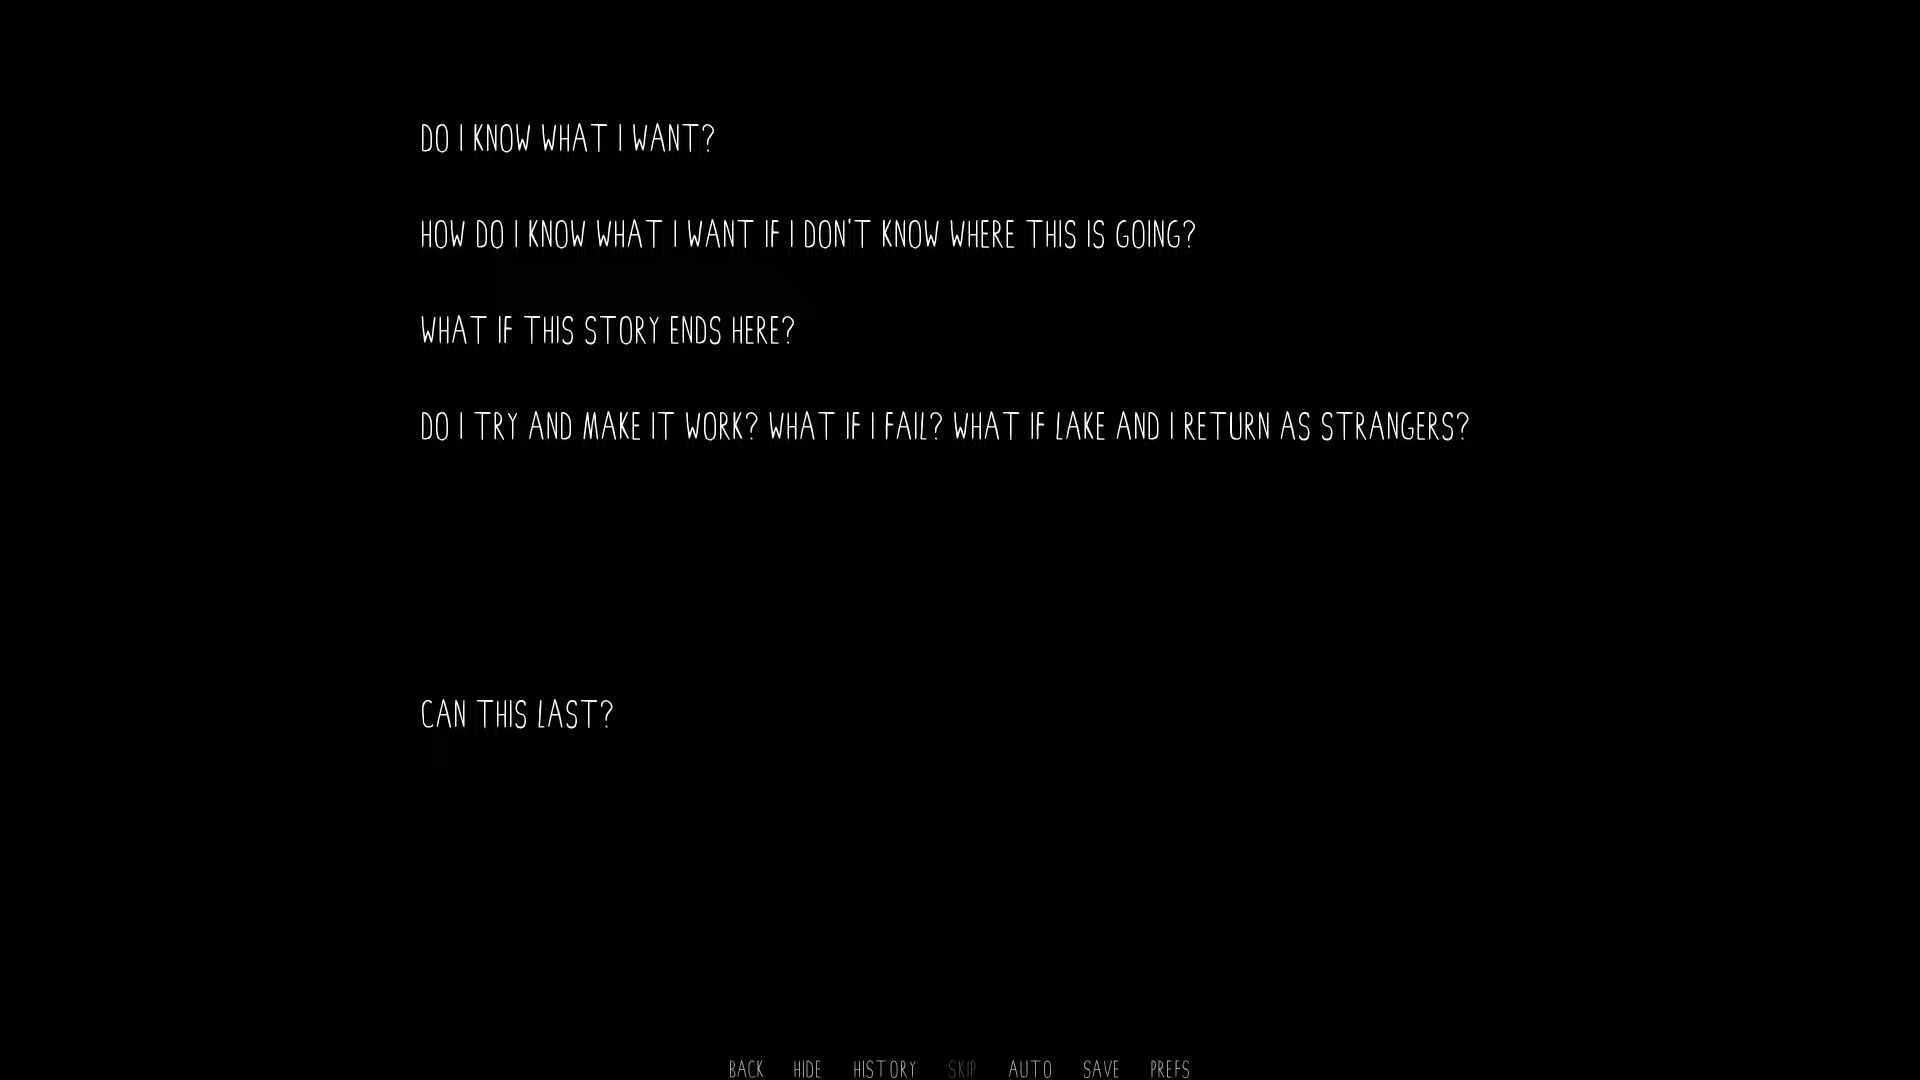 DO I KNOW WHAT I WANT?
HOW DO I KNOW WHAT I WANT IF I DON'T KNOW WHERE THIS IS GOING?
WHAT IF THIS STORY ENDS HERE?
DO I TRY AND MAKE IT WORK? WHAT IF I FAIL? WHAT IF LAKE AND I RETURN AS STRANGERS?
CAN THIS LAST?
BACK HIDE HISTORY SKIP AUTO SAVE PREFS